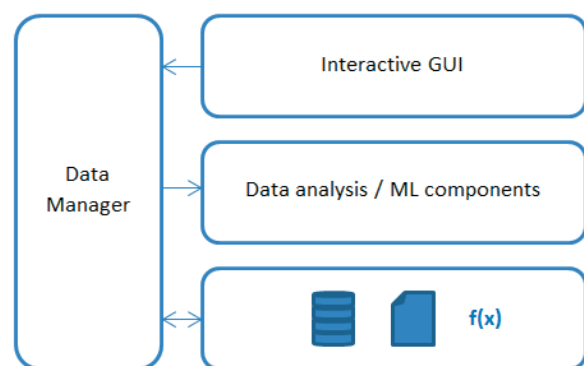 Interactive GUI
Data
Manager
Data analysis / ML components
f(x)